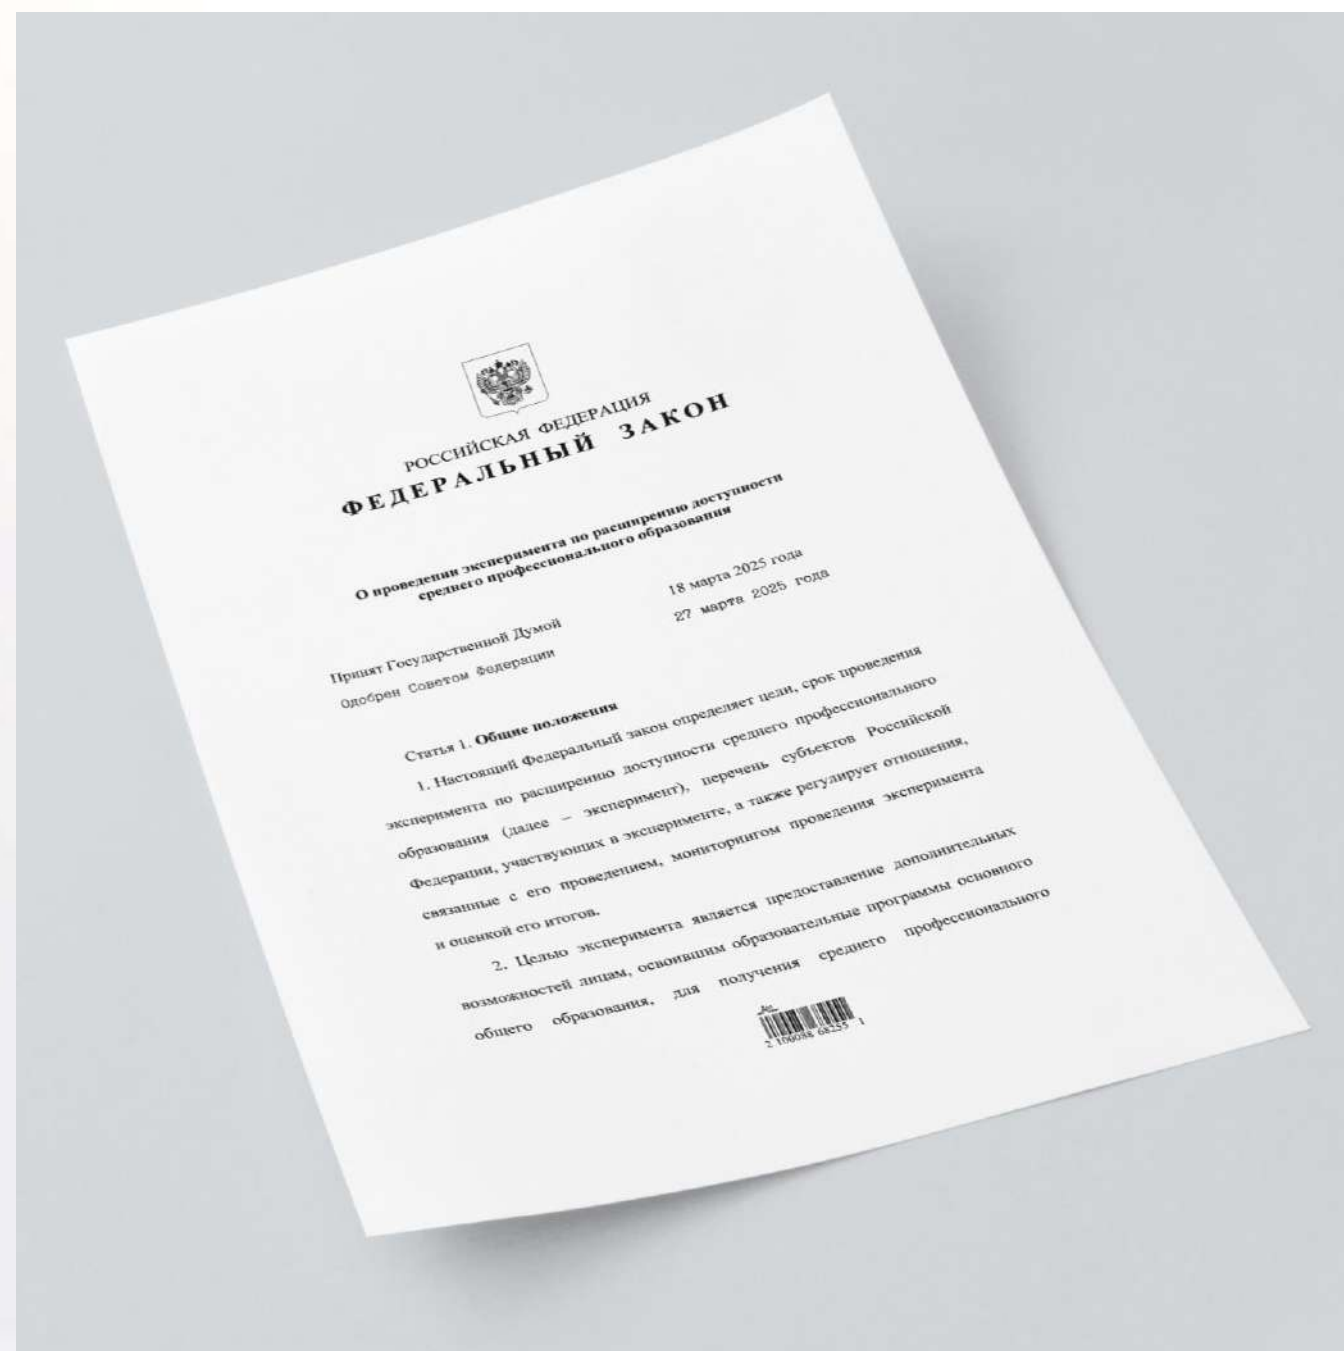 РОССИЙСКАЯ ФЕДЕРАЦИЯ
ФЕДЕРАЛЬНЫЙ ЗАКОН
О проведении эксперимента по расширению доступности
среднего профессионального образования
Принят Государственной Думой 18 марта 2025 года
Одобрен Советом Федерации 27 марта 2025 года
Статья 1. Общие положения
1. Настоящий Федеральный закон определяет цели, срок проведения
эксперимента по расширению доступности среднего профессионального
образования (далее – эксперимент), перечень субъектов Российской
Федерации, участвующих в эксперименте, а также регулирует отношения,
связанные с его проведением, мониторингом проведения эксперимента
и оценкой его итогов.
2. Целью эксперимента является предоставление дополнительных
возможностей лицам, освоившим образовательные программы основного
общего образования, для получения среднего профессионального
2 100088 68255 1